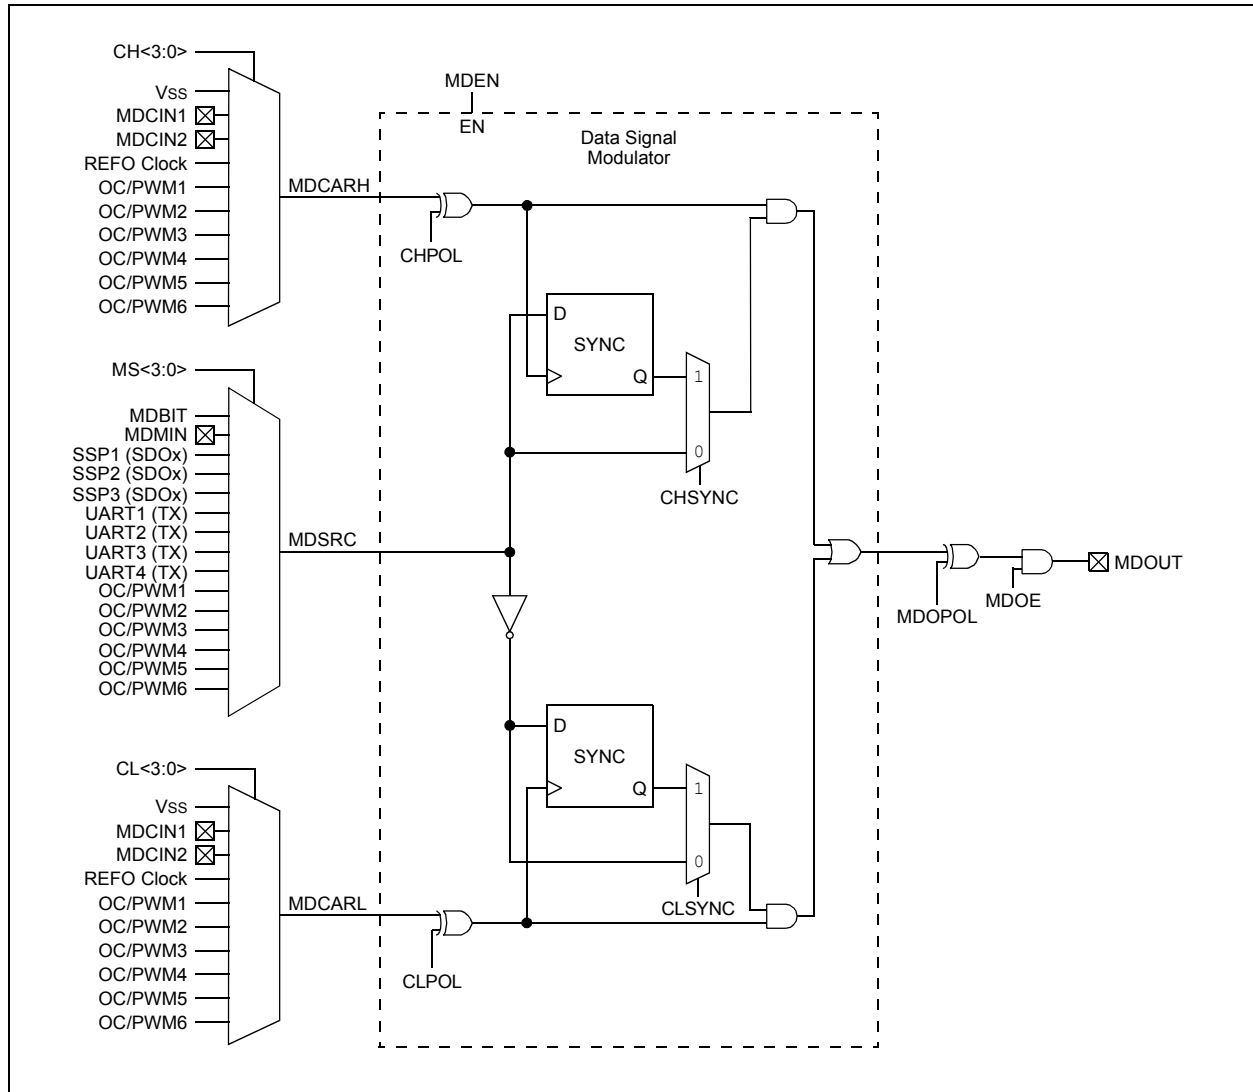 CH<3:0>
VSS
MDCIN1
MDCIN2
REFO Clock
OC/PWM1
OC/PWM2
OC/PWM3
OC/PWM4
OC/PWM5
OC/PWM6
MDCARH
MDEN
EN
Data Signal
Modulator
CHPOL
D
SYNC
Q
1
0
CHSYNC
MS<3:0>
MDBIT
MDMIN
SSP1 (SDOx)
SSP2 (SDOx)
SSP3 (SDOx)
UART1 (TX)
UART2 (TX)
UART3 (TX)
UART4 (TX)
OC/PWM1
OC/PWM2
OC/PWM3
OC/PWM4
OC/PWM5
OC/PWM6
MDSRC
MDOPOL
MDOE
MDOUT
D
SYNC
Q
1
0
CLSYNC
CL<3:0>
VSS
MDCIN1
MDCIN2
REFO Clock
OC/PWM1
OC/PWM2
OC/PWM3
OC/PWM4
OC/PWM5
OC/PWM6
MDCARL
CLPOL